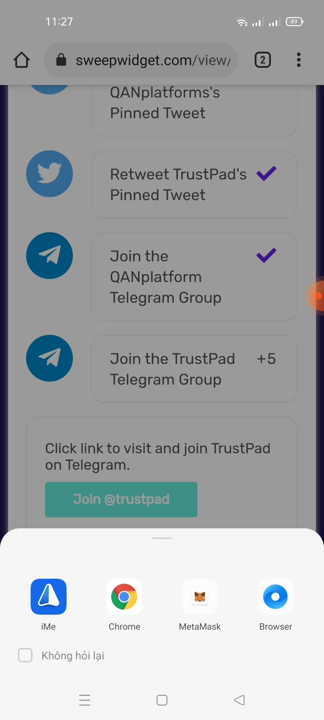 11:27
49
sweepwidget.com/view/
2
QANplatforms's
Pinned Tweet
Retweet TrustPad's
Pinned Tweet
Join the
QANplatform
Telegram Group
Join the TrustPad
Telegram Group
+5
Click link to visit and join TrustPad
on Telegram.
Join @trustpad
iMe
Chrome
MetaMask
Browser
Không hỏi lại